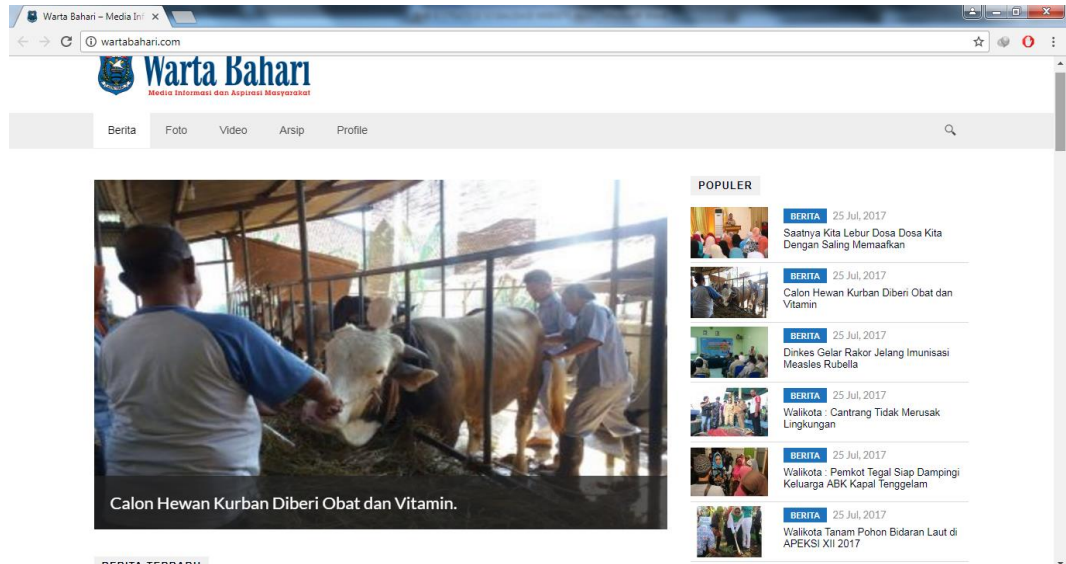 Warta Bahari – Media In
wartabahari.com
Warta Bahari
Media Informasi dan Aspirasi Masyarakat
Berita Foto Video Arsip Profile
Calon Hewan Kurban Diberi Obat dan Vitamin.
POPULER
BERITA 25 Jul, 2017
Saatnya Kita Lebur Dosa Dosa Kita
Dengan Saling Memaafkan
BERITA 25 Jul, 2017
Calon Hewan Kurban Diberi Obat dan
Vitamin
BERITA 25 Jul, 2017
Dinkes Gelar Rakor Jelang Imunisasi
Measles Rubella
BERITA 25 Jul, 2017
Walikota : Cantrang Tidak Merusak
Lingkungan
BERITA 25 Jul, 2017
Walikota : Pemkot Tegal Siap Dampingi
Keluarga ABK Kapal Tenggelam
BERITA 25 Jul, 2017
Walikota Tanam Pohon Bidaran Laut di
APEKSI XII 2017
BERITA TERBARU